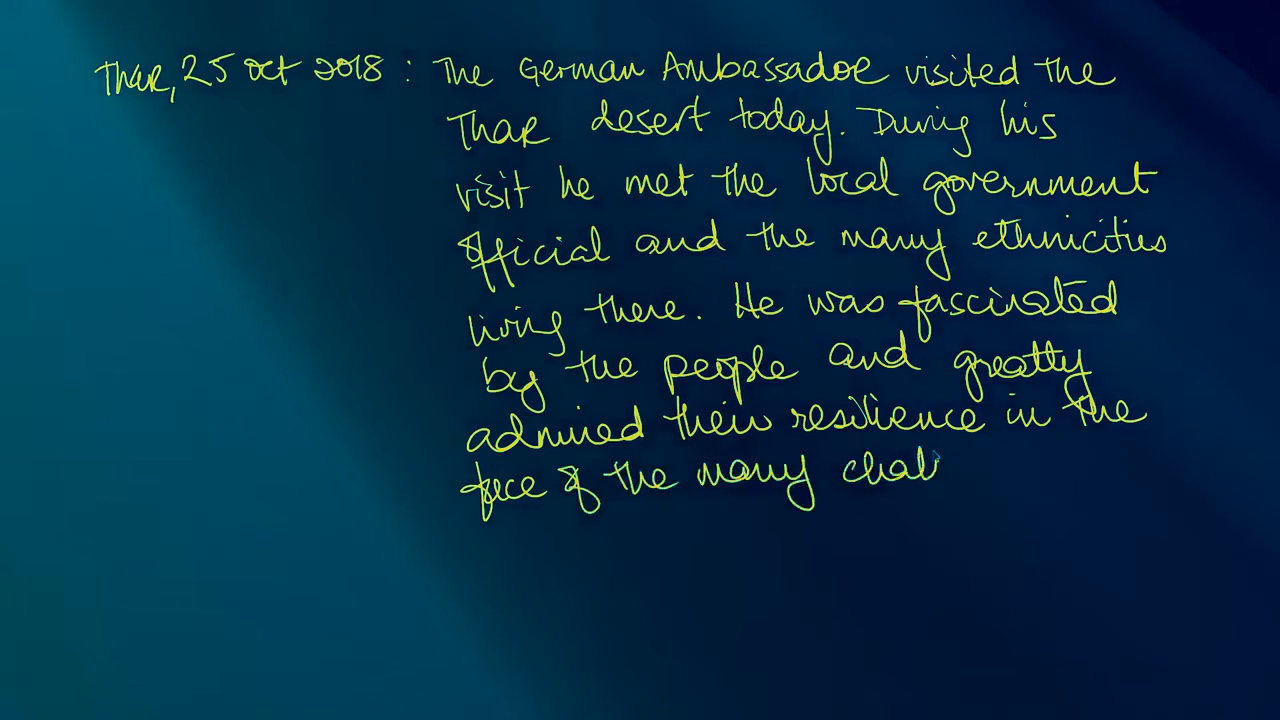 Thar, 25 Oct 2018 : The German Ambassador visited the
Thar desert today. During his
visit he met the local government
official and the many ethnicities
living there. He was fascinated
by the people and greatly
admired their resilience in the
face of the many chal